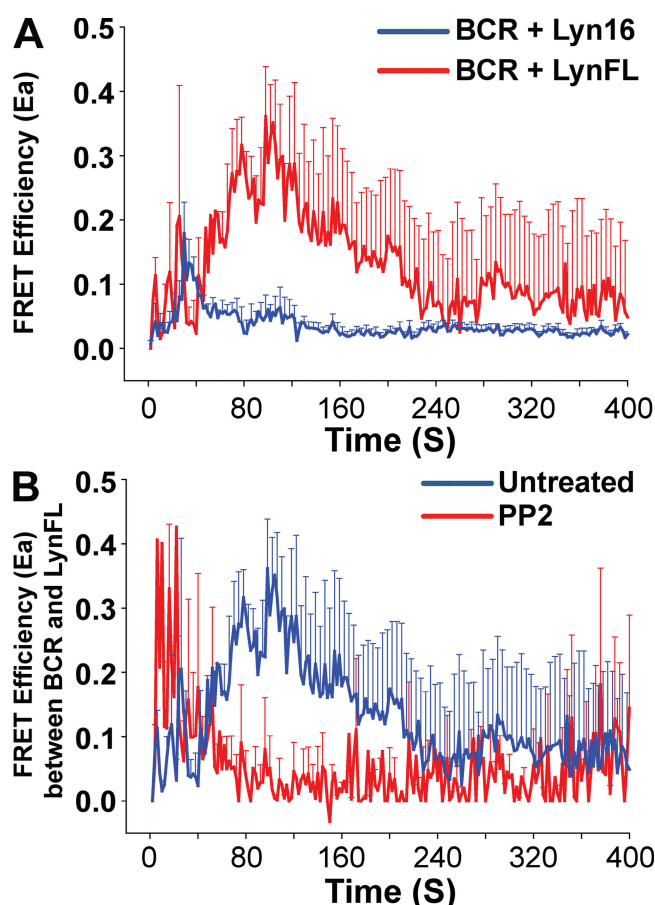 A
BCR + Lyn16
BCR + LynFL
FRET Efficiency (Ea)
0.5
0.4
0.3
0.2
0.1
0.0
0 80 160 240 320 400
Time (S)
B
Untreated
PP2
FRET Efficiency (Ea)
between BCR and LynFL
0.5
0.4
0.3
0.2
0.1
0.0
0 80 160 240 320 400
Time (S)